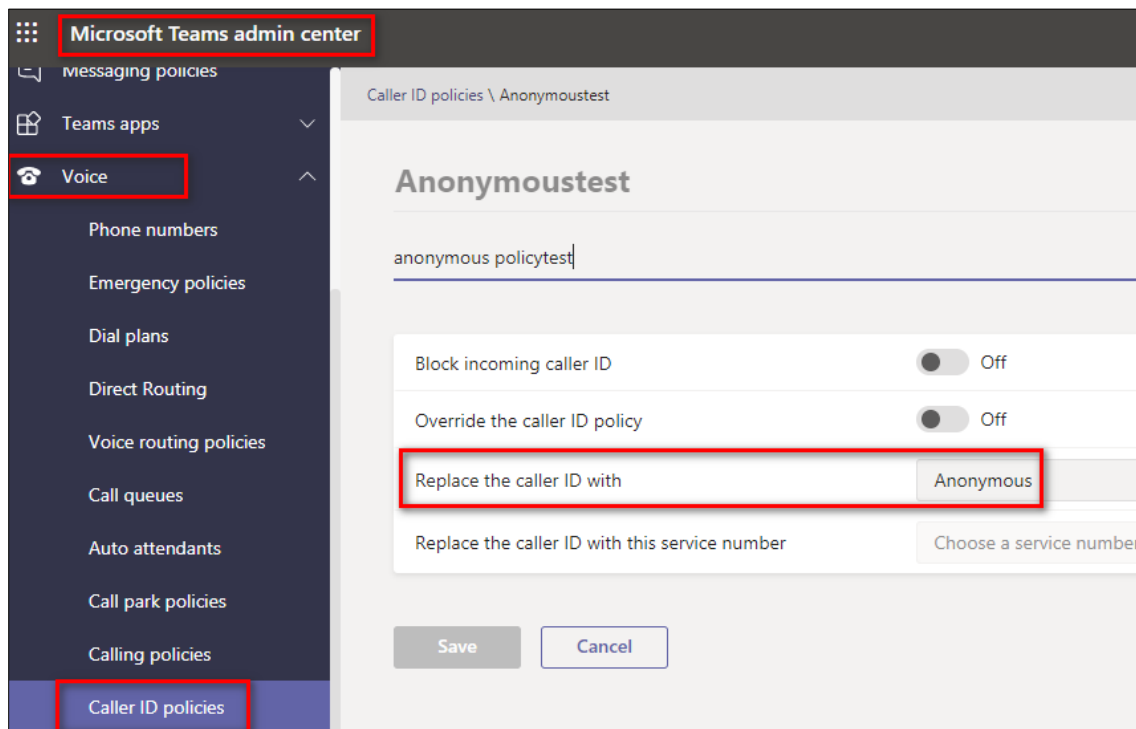 Microsoft Teams admin center
Messaging policies
Teams apps
Voice
Phone numbers
Emergency policies
Dial plans
Direct Routing
Voice routing policies
Call queues
Auto attendants
Call park policies
Calling policies
Caller ID policies
Caller ID policies \ Anonymoustest
Anonymoustest
anonymous policytest
Block incoming caller ID Off
Override the caller ID policy Off
Replace the caller ID with Anonymous
Replace the caller ID with this service number Choose a service number
Save Cancel